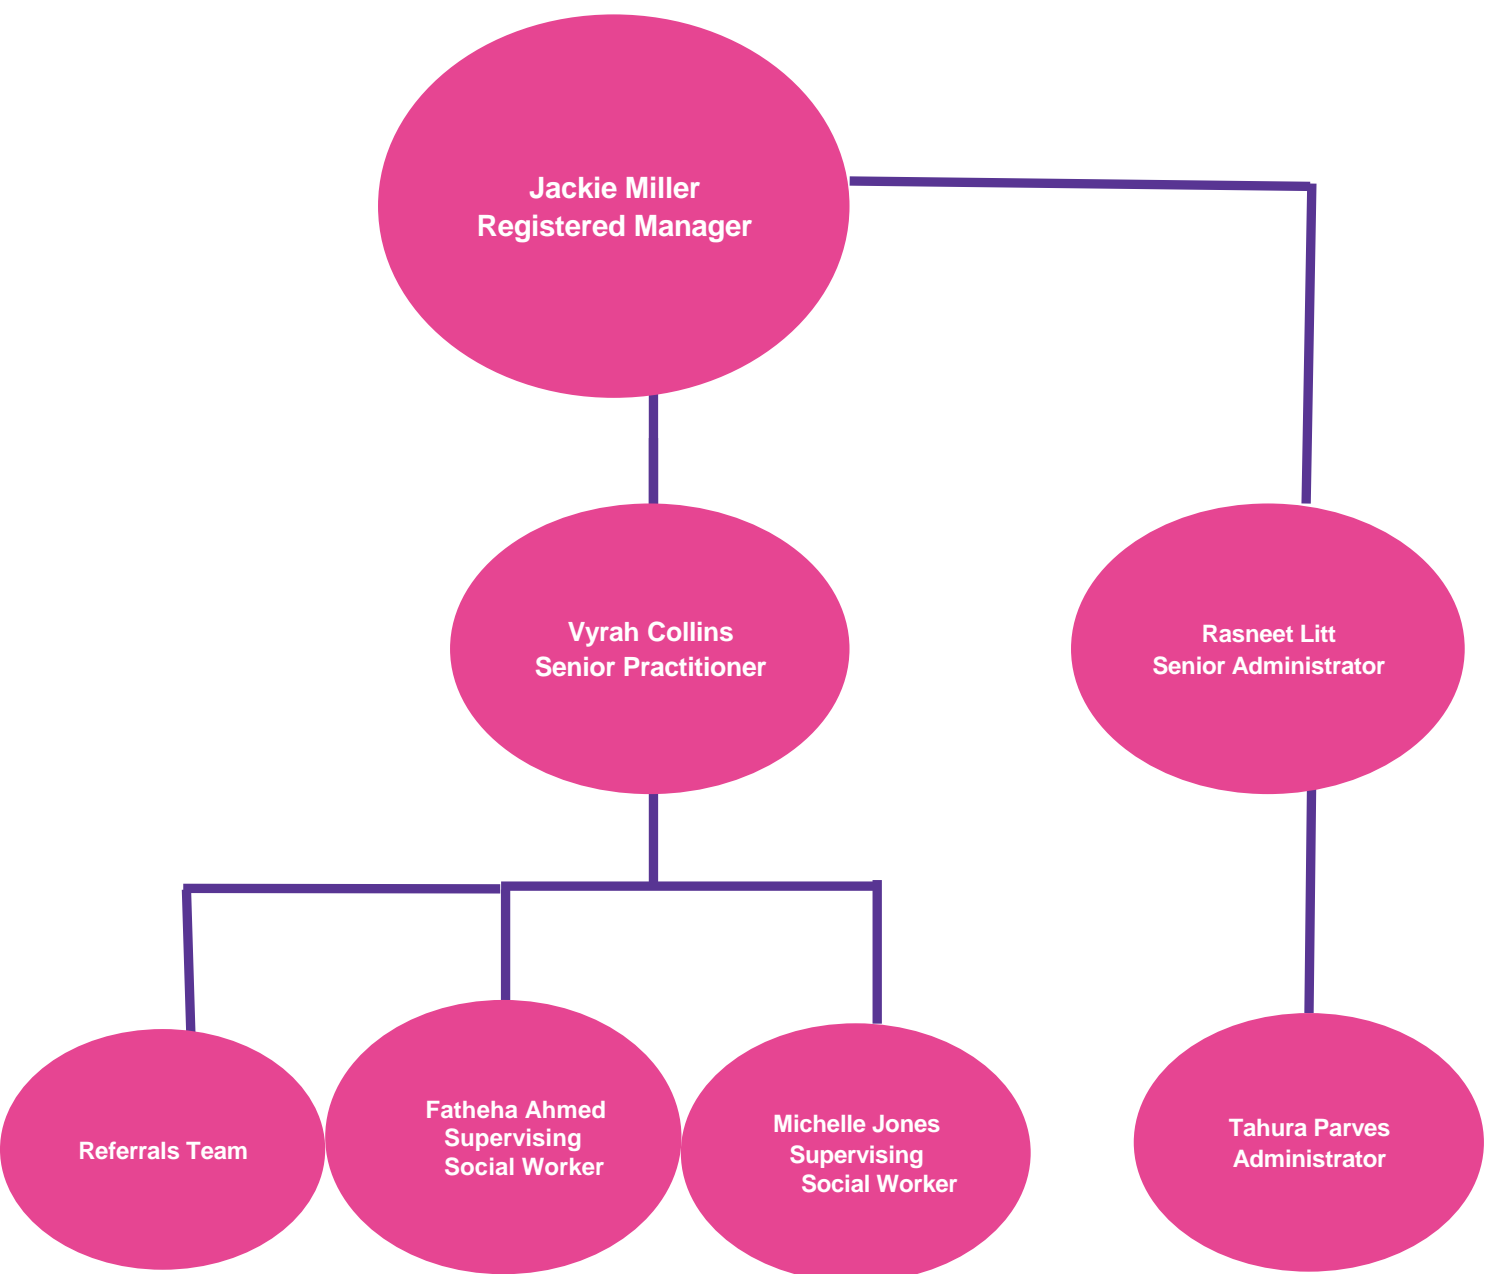 Jackie Miller
Registered Manager
Vyrah Collins
Senior Practitioner
Rasneet Litt
Senior Administrator
Referrals Team
Fatheha Ahmed
Supervising
Social Worker
Michelle Jones
Supervising
Social Worker
Tahura Parves
Administrator